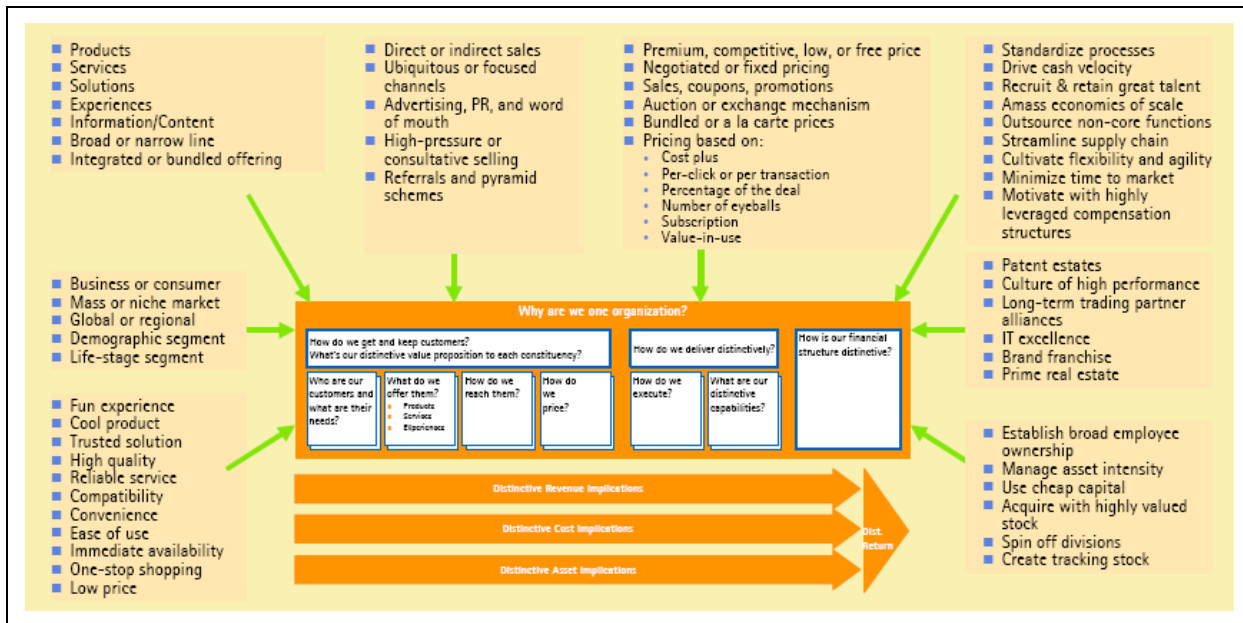 Products
Services
Solutions
Experiences
Information/Content
Broad or narrow line
Integrated or bundled offering
Direct or indirect sales
Ubiquitous or focused
channels
Advertising, PR, and word
of mouth
High-pressure or
consultative selling
Referrals and pyramid
schemes
Premium, competitive, low, or free price
Negotiated or fixed pricing
Sales, coupons, promotions
Auction or exchange mechanism
Bundled or a la carte prices
Pricing based on:
Cost plus
Per-click or per transaction
Percentage of the deal
Number of eyeballs
Subscription
Value-in-use
Standardize processes
Drive cash velocity
Recruit & retain great talent
Amass economies of scale
Outsource non-core functions
Streamline supply chain
Cultivate flexibility and agility
Minimize time to market
Motivate with highly
leveraged compensation
structures
Business or consumer
Mass or niche market
Global or regional
Demographic segment
Life-stage segment
Patent estates
Culture of high performance
Long-term trading partner
alliances
IT excellence
Brand franchise
Prime real estate
Fun experience
Cool product
Trusted solution
High quality
Reliable service
Compatibility
Convenience
Ease of use
Immediate availability
One-stop shopping
Low price
Establish broad employee
ownership
Manage asset intensity
Use cheap capital
Acquire with highly valued
stock
Spin off divisions
Create tracking stock
Why are we one organization?
How do we get and keep customers?
What's our distinctive value proposition to each constituency?
How do we deliver distinctively?
How is our financial
structure distinctive?
Who are our
customers and
what are their
needs?
What do we
offer them?
Products
Services
Experiences
How do we
reach them?
How do
we
price?
How do we
execute?
What are our
distinctive
capabilities?
Distinctive Revenue Implications
Distinctive Cost Implications
Distinctive Asset Implications
Dist.
Return